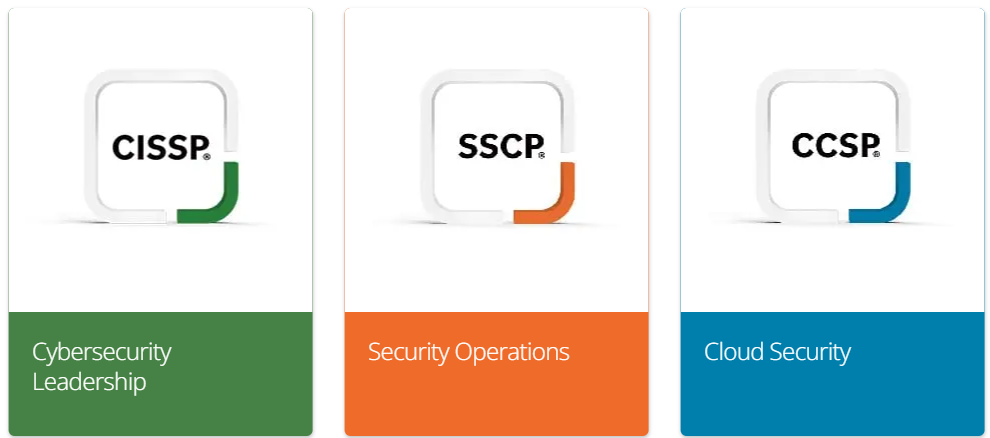 CISSP®
SSCP®
CCSP®
Cybersecurity
Leadership
Security Operations
Cloud Security